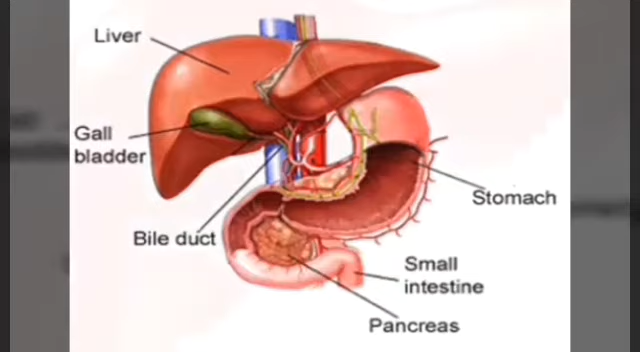 Liver
Gall
bladder
Bile duct
Stomach
Small
intestine
Pancreas